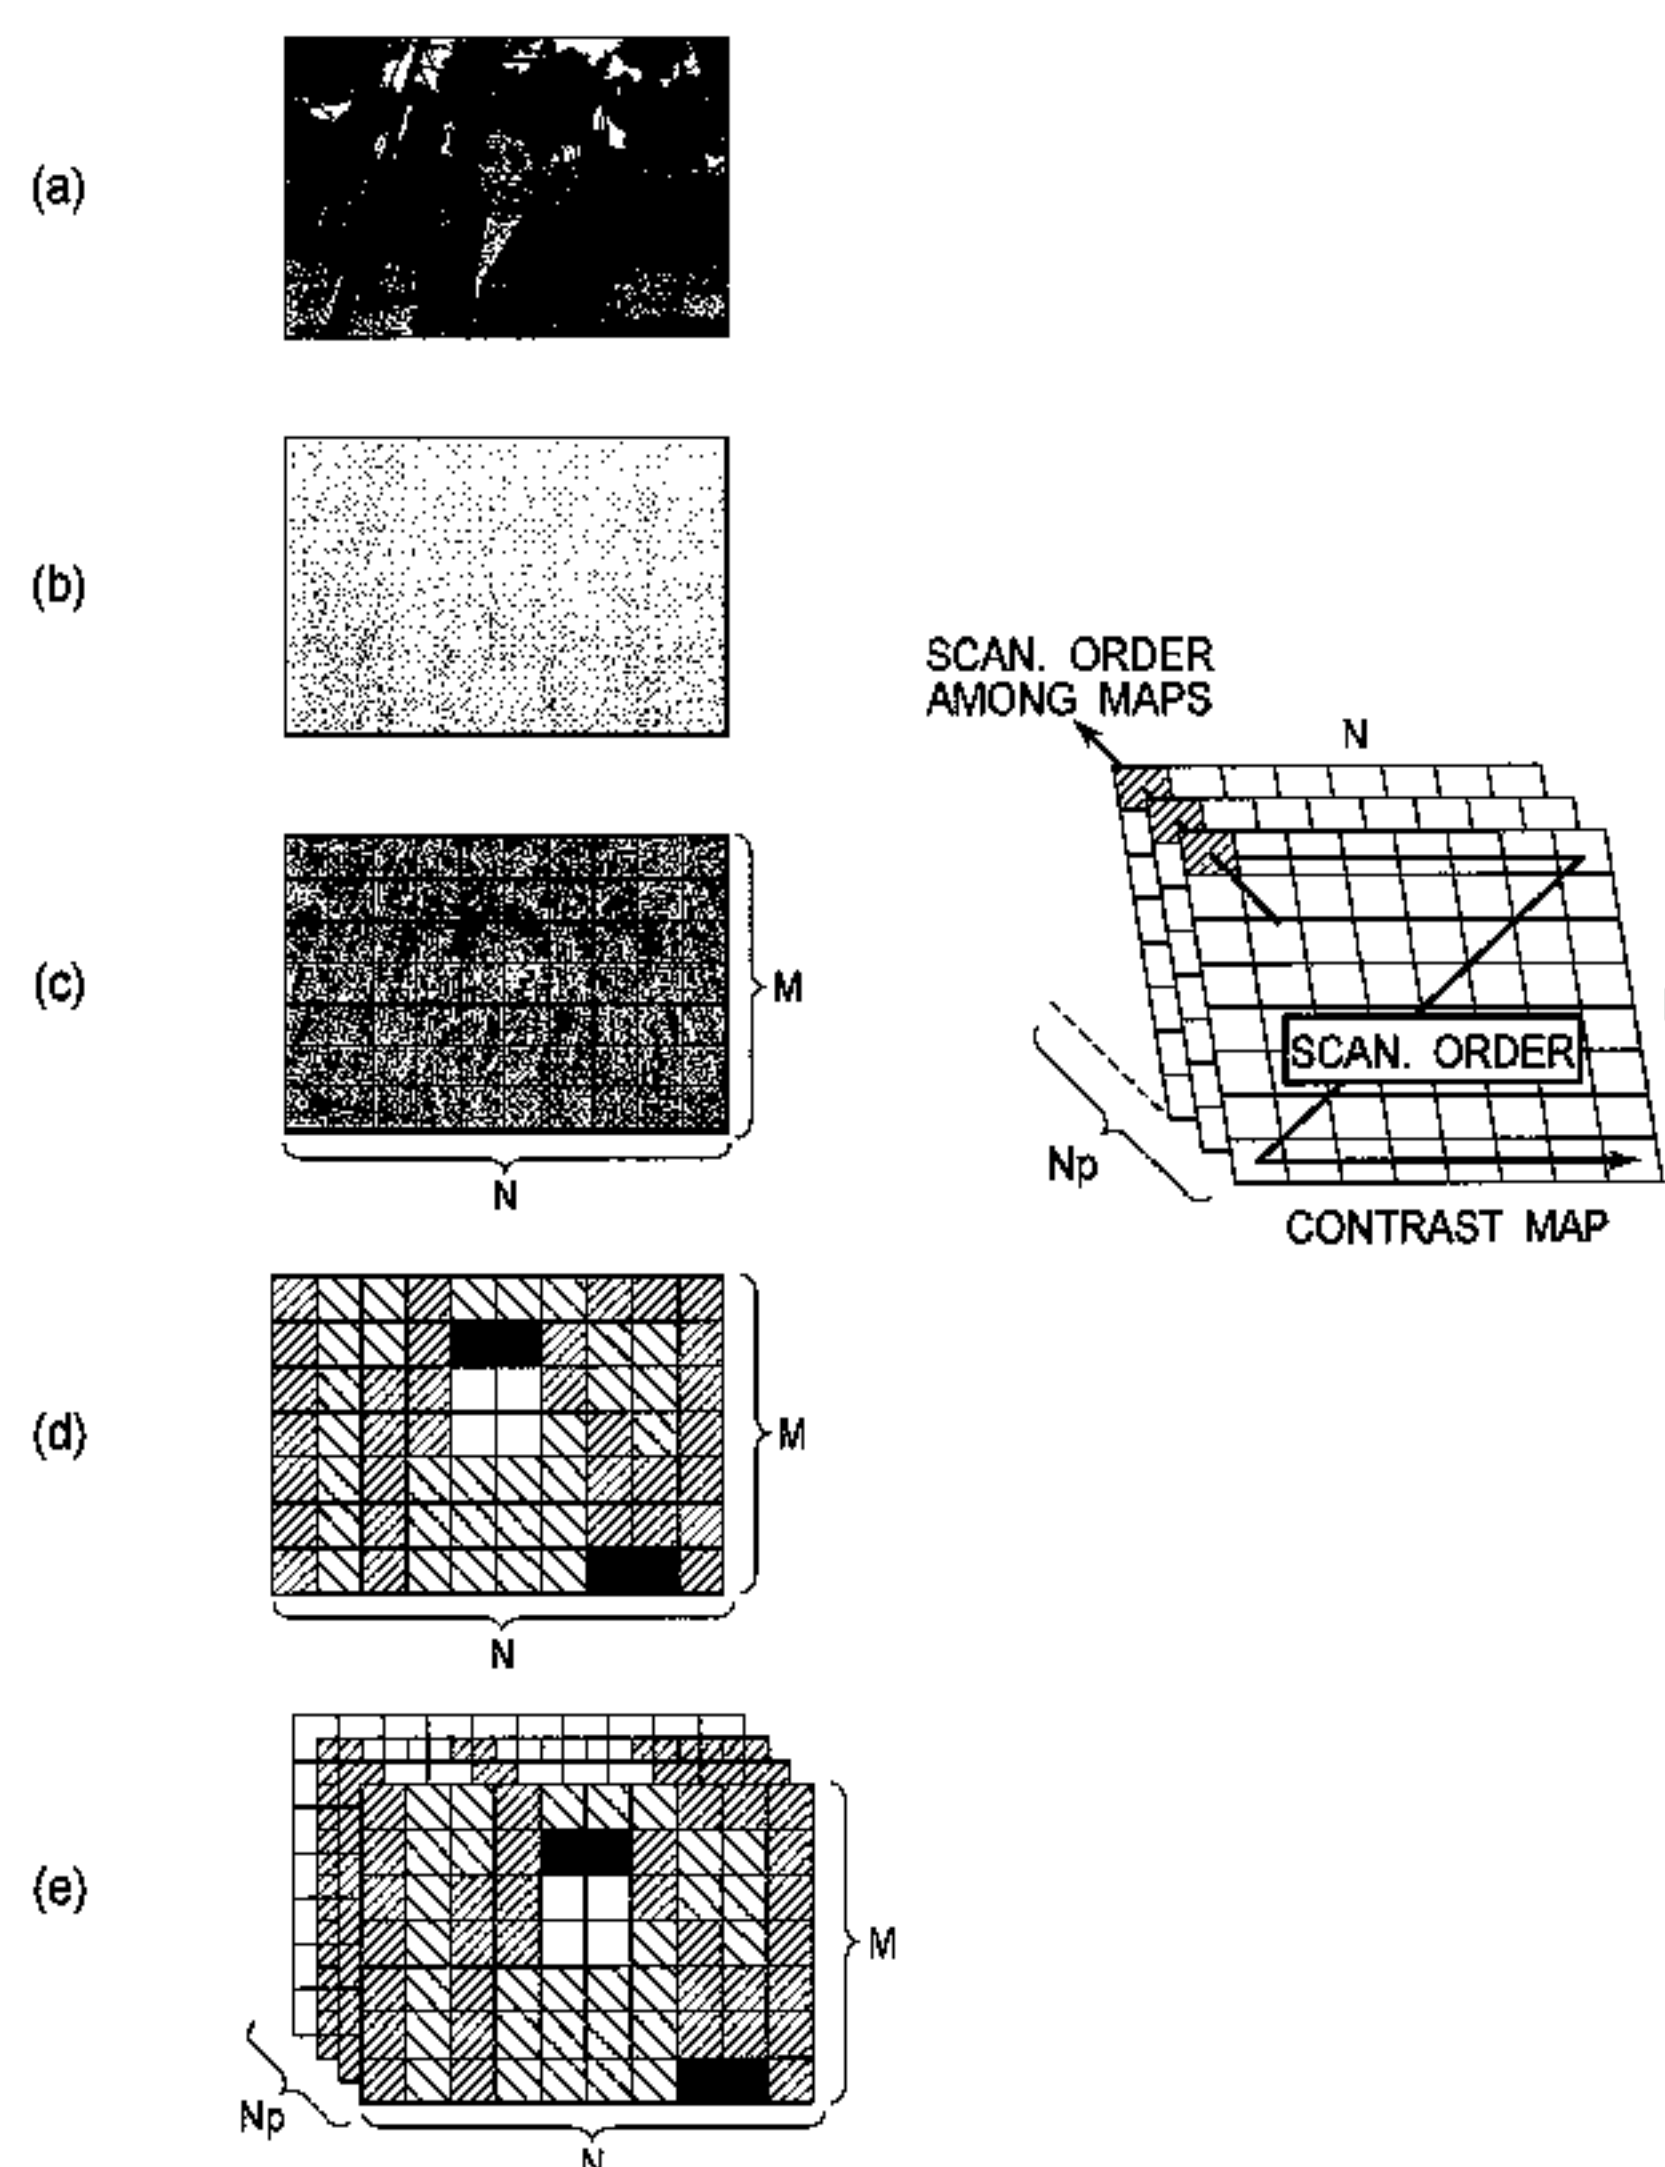 (a)
(b)
SCAN. ORDER
AMONG MAPS
N
(c)
M
N
SCAN. ORDER
Np
CONTRAST MAP
(d)
M
N
(e)
M
Np
N